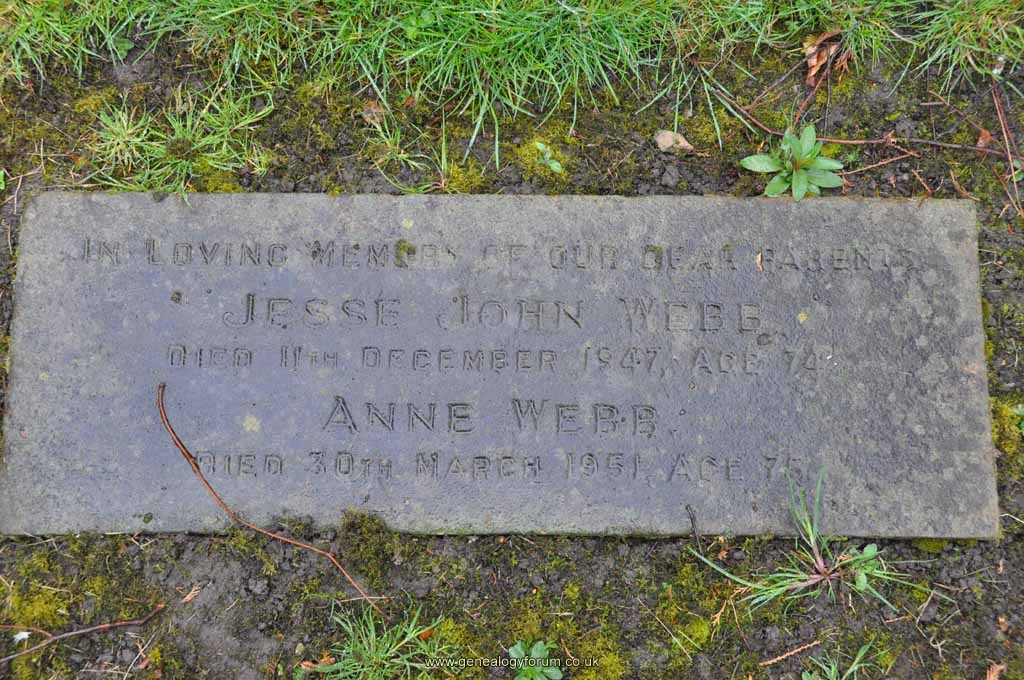 In Loving Memory of our dear parents
Jesse John Webb
Died 11th December 1947, Age 74
Anne Webb
Died 30th March 1951, Age
www.genealogyforum.co.uk